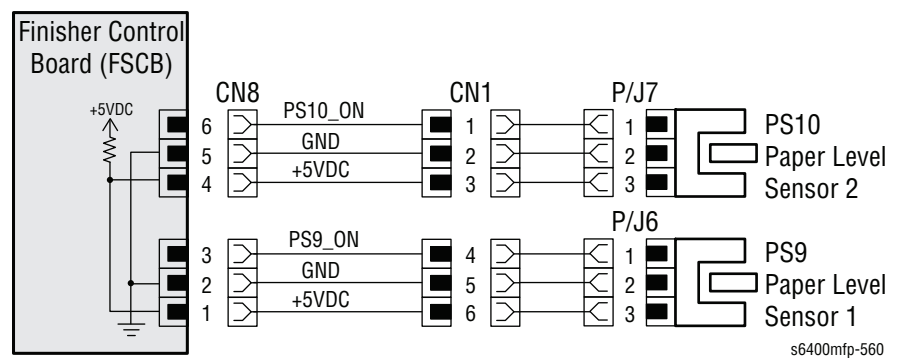 Finisher Control
Board (FSCB)
+5VDC
CN8
CN1
P/J7
6 PS10_ON 1 1
5 GND 2 2
4 +5VDC 3 3
PS10
Paper Level
Sensor 2
P/J6
3 PS9_ON 4 1
2 GND 5 2
1 +5VDC 6 3
PS9
Paper Level
Sensor 1
s6400mfp-560